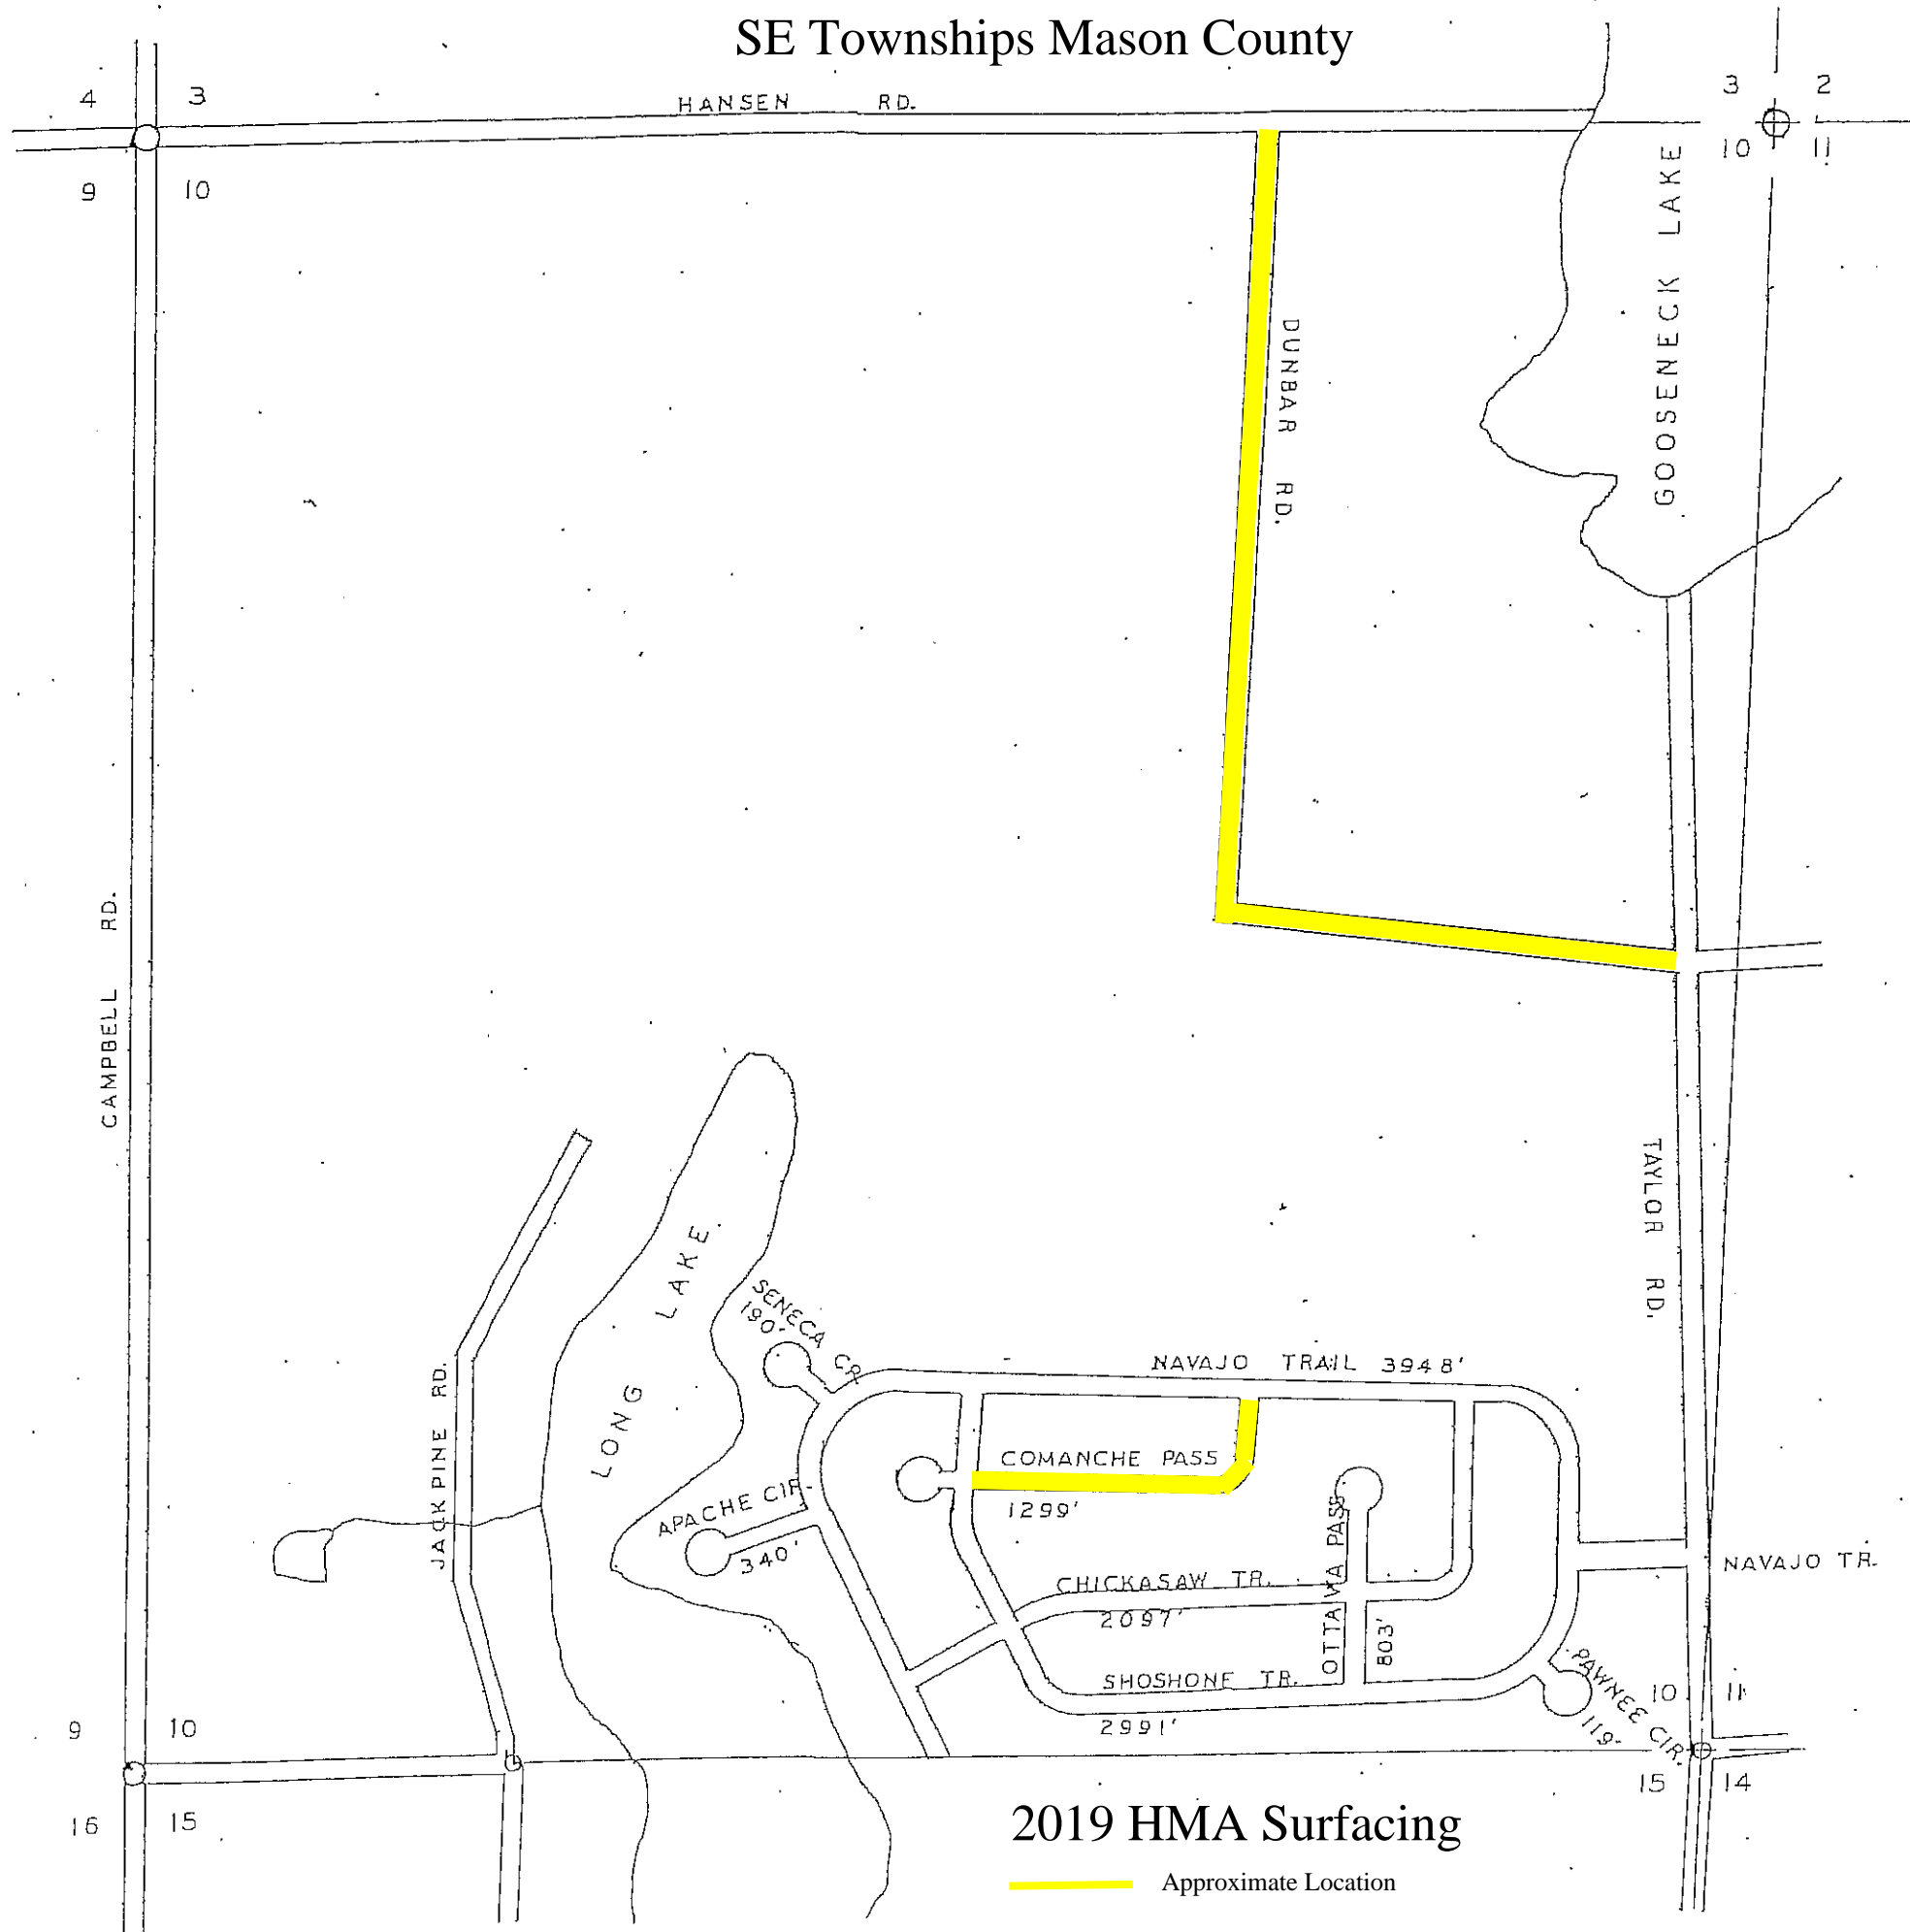 SE Townships Mason County
4 3
HANSEN RD.
3 2
9 10
10 11
GOOSENECK LAKE
DUNBAR RD.
CAMPBELL RD.
TAYLOR RD.
LONG LAKE
SENECA CR.
190'
NAVAJO TRAIL 3948'
JACKPINE RD.
COMANCHE PASS
1299'
APACHE CIR.
340'
OTTAWA PASS
803'
NAVAJO TR.
CHICKASAW TR.
2097'
SHOSHONE TR.
2991'
PAWNEE CIR.
119'
10 11
9 10
15 14
16 15
2019 HMA Surfacing
Approximate Location